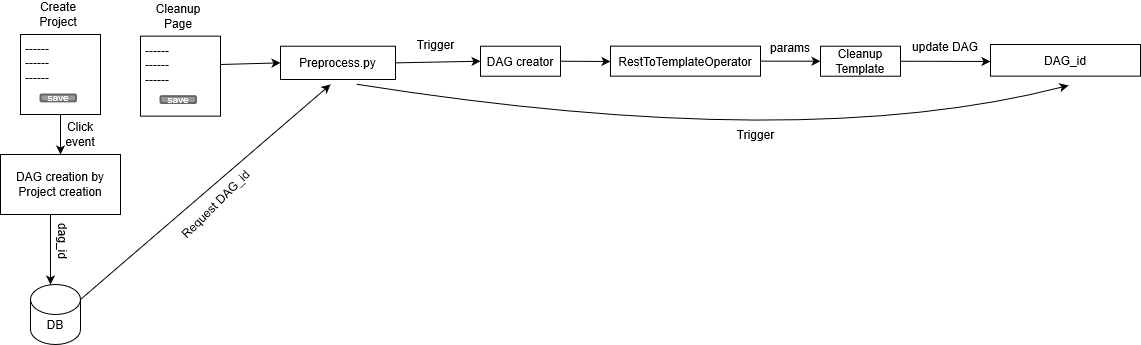 Create
Project
------
------
------
save
Click
event
DAG creation by
Project creation
dag_id
DB
Cleanup
Page
------
------
------
save
Request DAG_id
Preprocess.py
Trigger
DAG creator
RestToTemplateOperator
params
Cleanup
Template
update DAG
DAG_id
Trigger